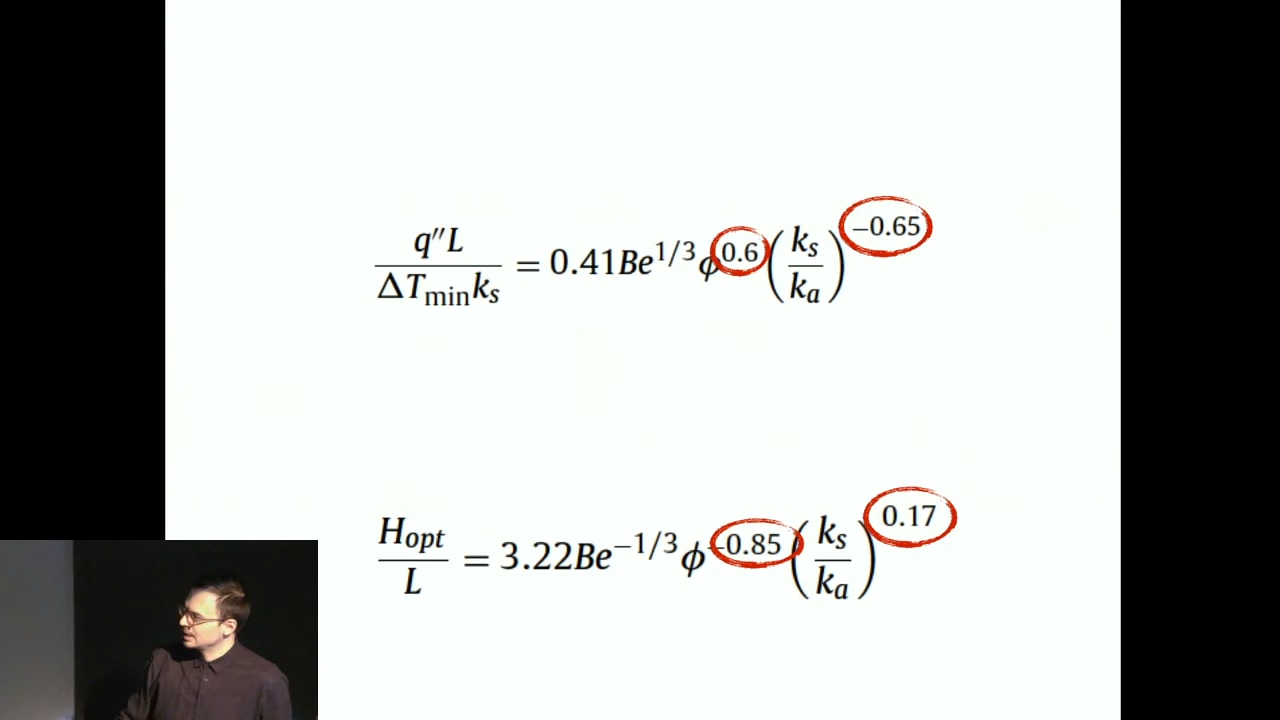 q″L / ΔT_min k_s = 0.41Be^{1/3} ϕ^{0.6} (k_s / k_a)^{−0.65}
H_opt / L = 3.22Be^{−1/3} ϕ^{−0.85} (k_s / k_a)^{0.17}